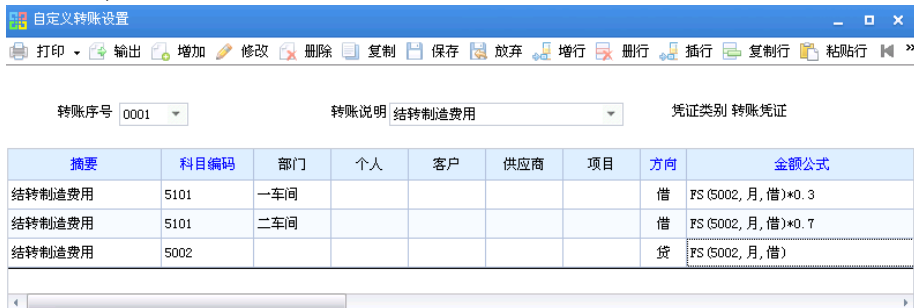 自定义转账设置
打印 输出 增加 修改 删除 复制 保存 放弃 增行 删行 插行 复制行 粘贴行
转账序号 0001 转账说明 结转制造费用 凭证类别 转账凭证
摘要 科目编码 部门 个人 客户 供应商 项目 方向 金额公式
结转制造费用 5101 一车间 借 FS(5002,月,借)*0.3
结转制造费用 5101 二车间 借 FS(5002,月,借)*0.7
结转制造费用 5002 贷 FS(5002,月,借)